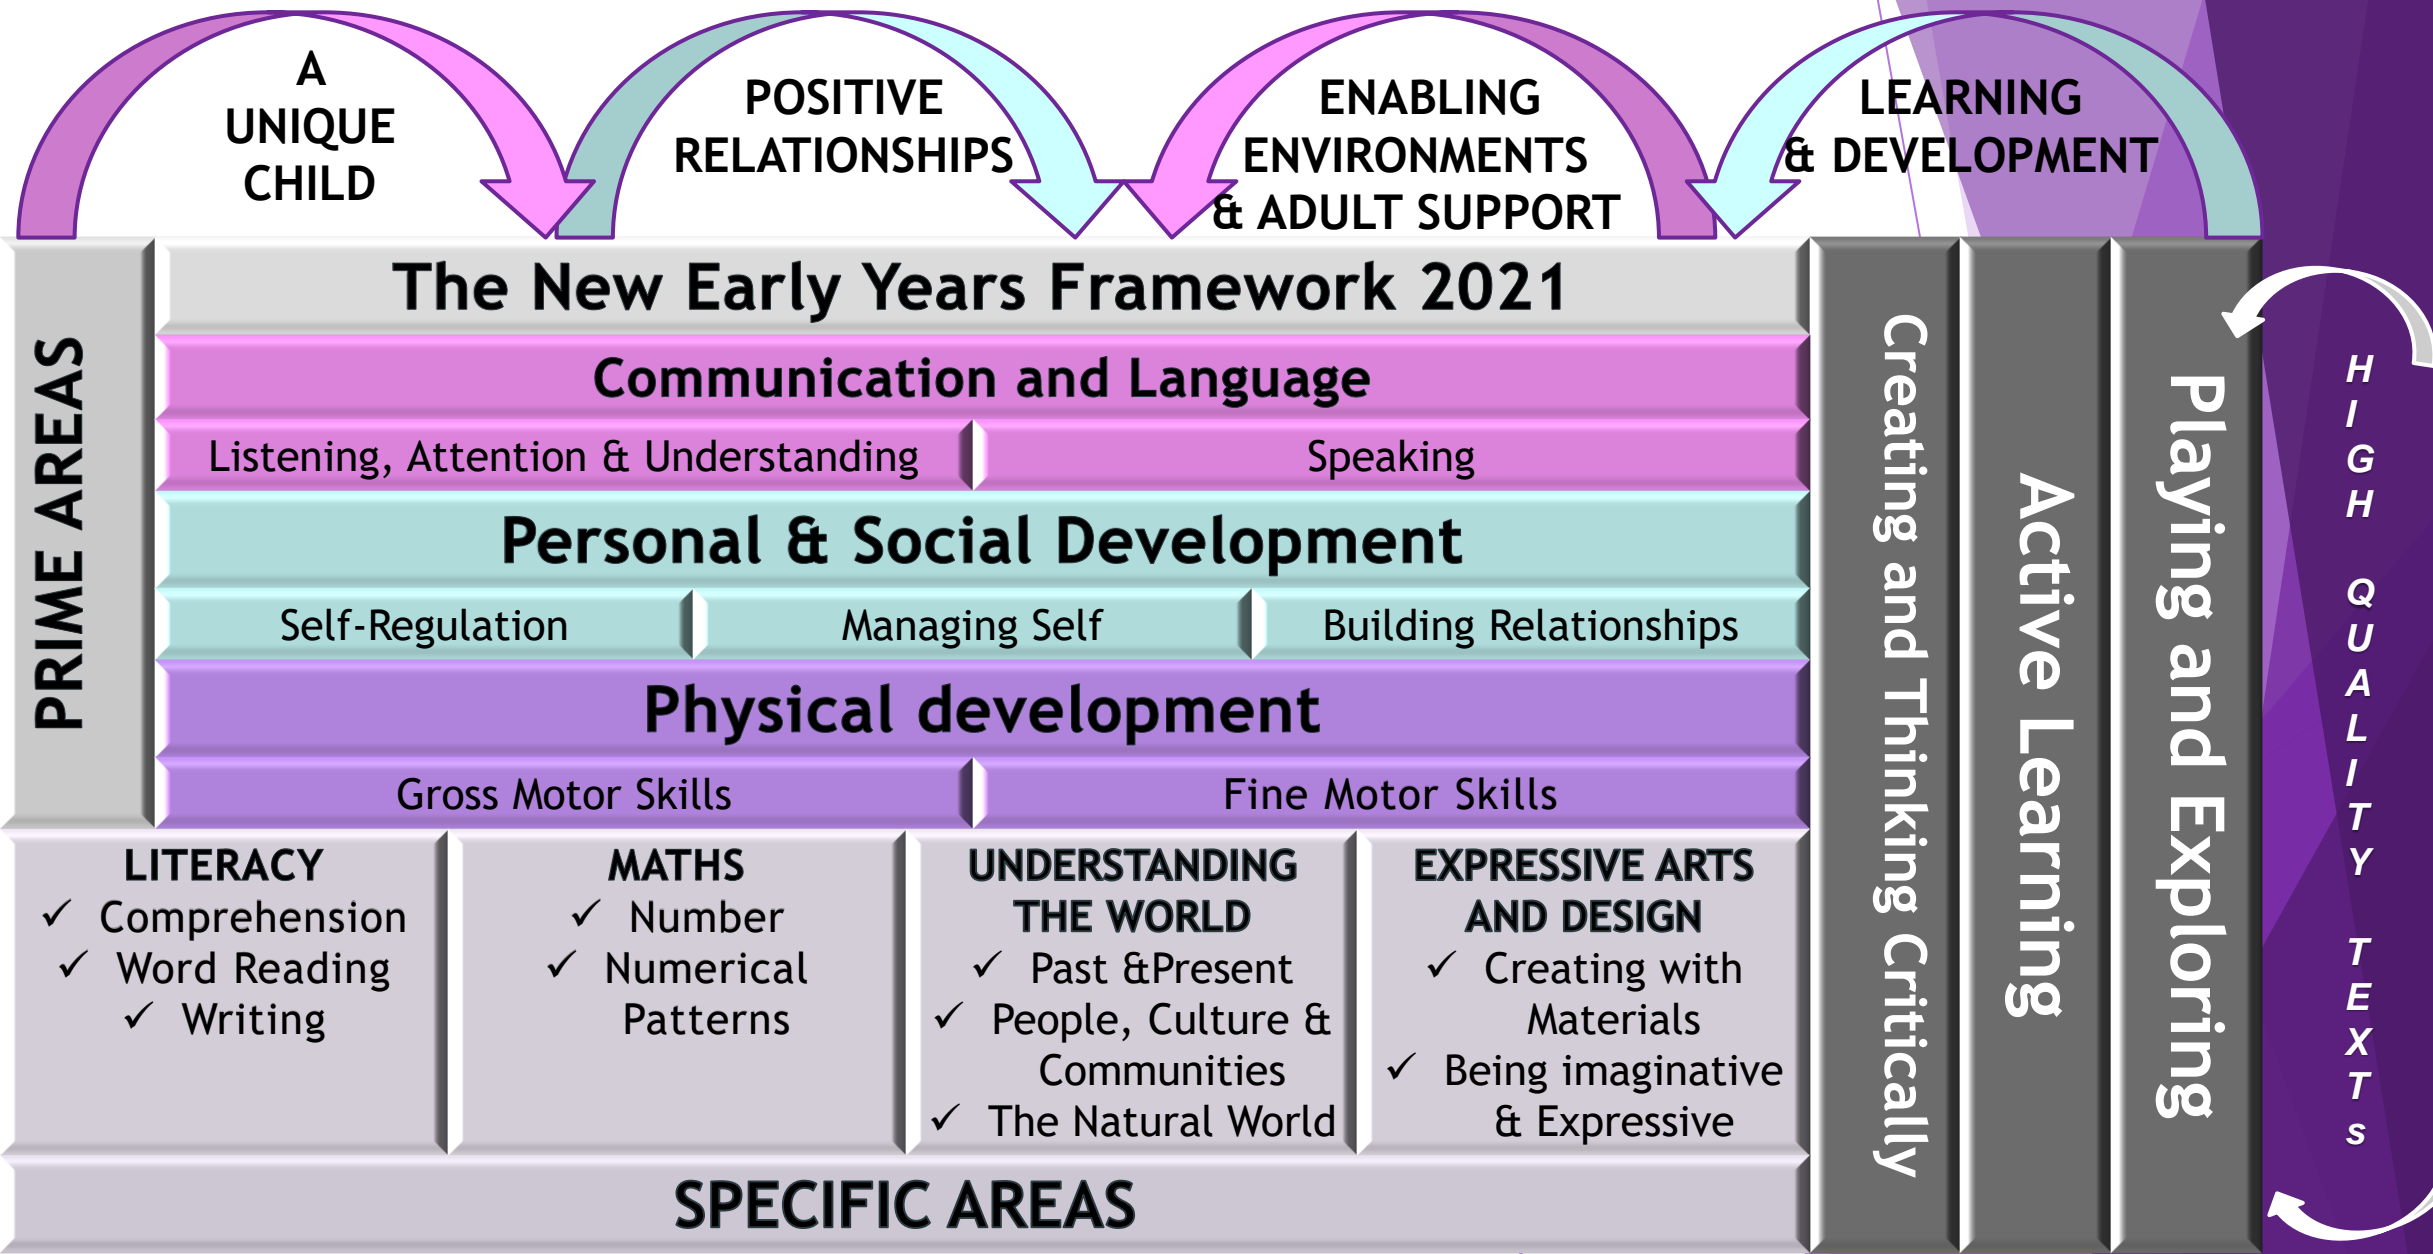 A
UNIQUE
CHILD
POSITIVE
RELATIONSHIPS
ENABLING
ENVIRONMENTS
& ADULT SUPPORT
LEARNING
& DEVELOPMENT
PRIME AREAS
The New Early Years Framework 2021
Communication and Language
Listening, Attention & Understanding
Speaking
Personal & Social Development
Self-Regulation
Managing Self
Building Relationships
Physical development
Gross Motor Skills
Fine Motor Skills
LITERACY
✓ Comprehension
✓ Word Reading
✓ Writing
MATHS
✓ Number
✓ Numerical
Patterns
UNDERSTANDING
THE WORLD
✓ Past &Present
✓ People, Culture &
Communities
✓ The Natural World
EXPRESSIVE ARTS
AND DESIGN
✓ Creating with
Materials
✓ Being imaginative
& Expressive
SPECIFIC AREAS
Creating and Thinking Critically
Active Learning
Playing and Exploring
HIGH QUALITY TEXTs